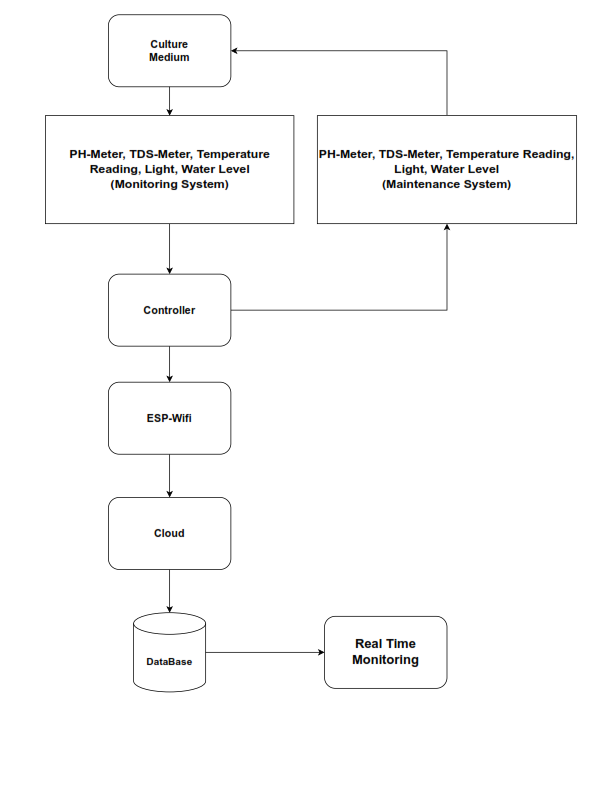 Culture
Medium
PH-Meter, TDS-Meter, Temperature
Reading, Light, Water Level
(Monitoring System)
PH-Meter, TDS-Meter, Temperature Reading,
Light, Water Level
(Maintenance System)
Controller
ESP-Wifi
Cloud
DataBase
Real Time
Monitoring